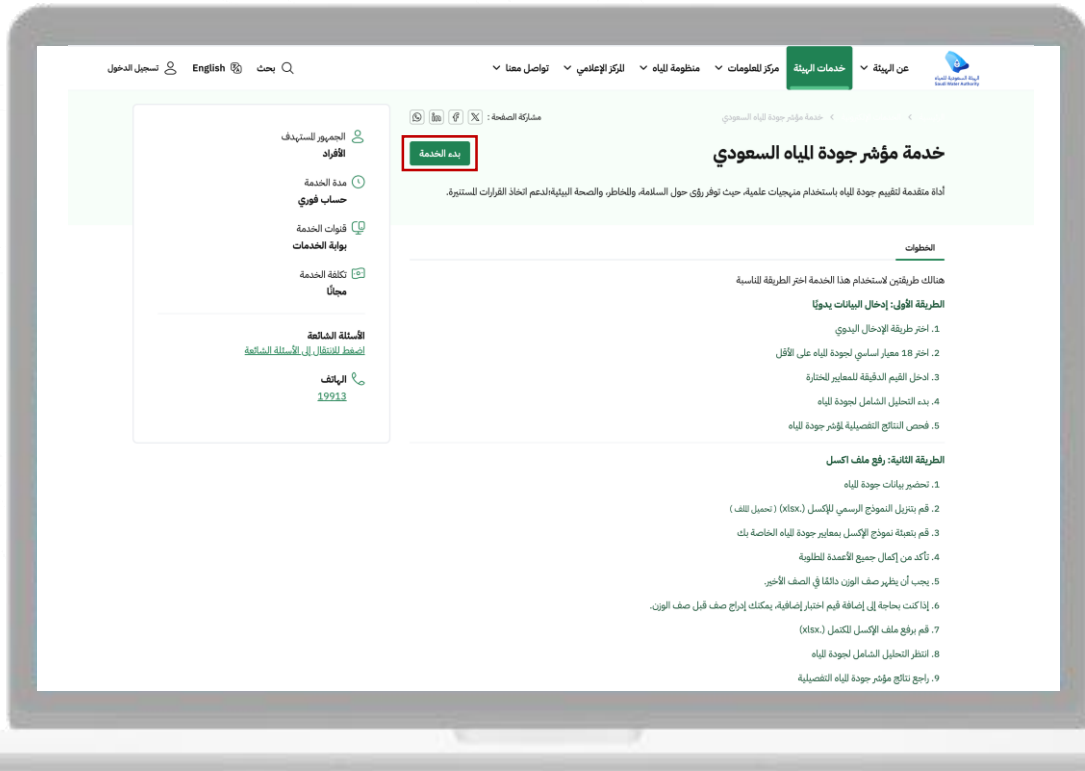 الهيئة السعودية للمياه
Saudi Water Authority
عن الهيئة
خدمات الهيئة
مركز المعلومات
منظومة المياه
المركز الإعلامي
تواصل معنا
بحث
English
تسجيل الدخول
خدمة مؤشر جودة المياه السعودي
مشاركة الصفحة :
خدمة مؤشر جودة المياه السعودي
بدء الخدمة
أداة متقدمة لتقييم جودة المياه باستخدام منهجيات علمية، حيث توفر رؤى حول السلامة، والمخاطر، والصحة البيئية؛لدعم اتخاذ القرارات المستنيرة.
الخطوات
هنالك طريقتين لاستخدام هذا الخدمة اختر الطريقة المناسبة
الطريقة الأولى: إدخال البيانات يدويًا
1. اختر طريقة الإدخال اليدوي
2. اختر 18 معيار اساسي لجودة المياه على الأقل
3. ادخل القيم الدقيقة للمعايير المختارة
4. بدء التحليل الشامل لجودة المياه
5. فحص النتائج التفصيلية لمؤشر جودة المياه
الطريقة الثانية: رفع ملف اكسل
1. تحضير بيانات جودة المياه
2. قم بتنزيل النموذج الرسمي للإكسل (.xlsx) ( تحميل الملف )
3. قم بتعبئة نموذج الإكسل بمعايير جودة المياه الخاصة بك
4. تأكد من إكمال جميع الأعمدة المطلوبة
5. يجب أن يظهر صف الوزن دائمًا في الصف الأخير.
6. إذا كنت بحاجة إلى إضافة قيم اختبار إضافية، يمكنك إدراج صف قبل صف الوزن.
7. قم برفع ملف الإكسل المكتمل (.xlsx)
8. انتظر التحليل الشامل لجودة المياه
9. راجع نتائج مؤشر جودة المياه التفصيلية
الجمهور المستهدف
الأفراد
مدة الخدمة
حساب فوري
قنوات الخدمة
بوابة الخدمات
تكلفة الخدمة
مجانًا
الأسئلة الشائعة
اضغط للانتقال إلى الأسئلة الشائعة
الهاتف
19913